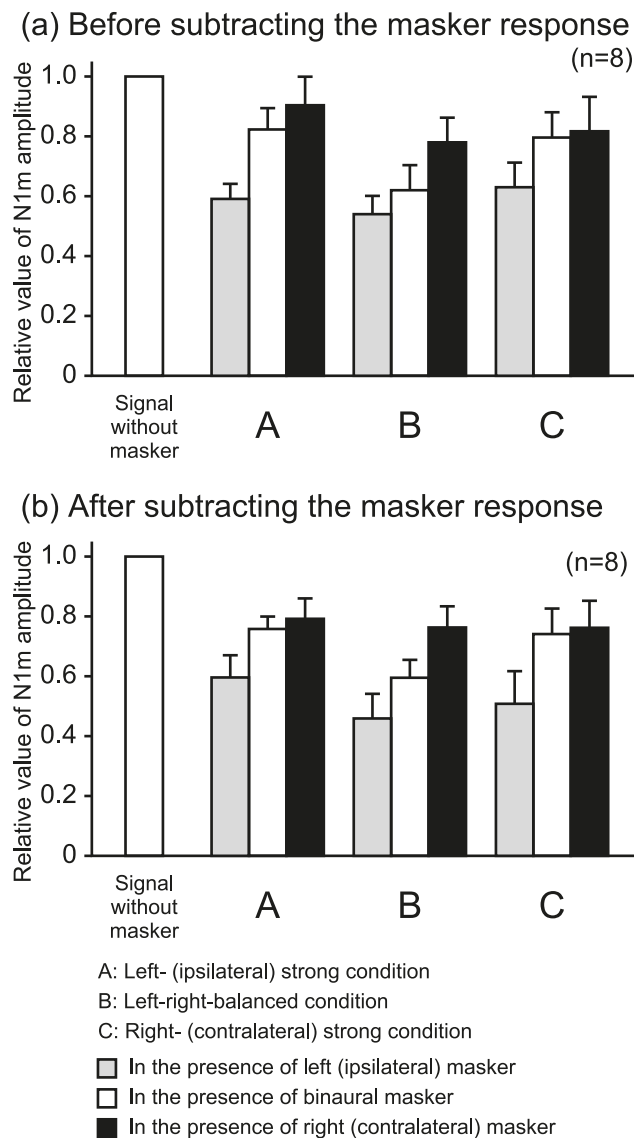 (a) Before subtracting the masker response
(n=8)
Relative value of N1m amplitude
1.0
0.8
0.6
0.4
0.2
0
Signal
without
masker
A
B
C
(b) After subtracting the masker response
(n=8)
Relative value of N1m amplitude
1.0
0.8
0.6
0.4
0.2
0
Signal
without
masker
A
B
C
A: Left- (ipsilateral) strong condition
B: Left-right-balanced condition
C: Right- (contralateral) strong condition
In the presence of left (ipsilateral) masker
In the presence of binaural masker
In the presence of right (contralateral) masker